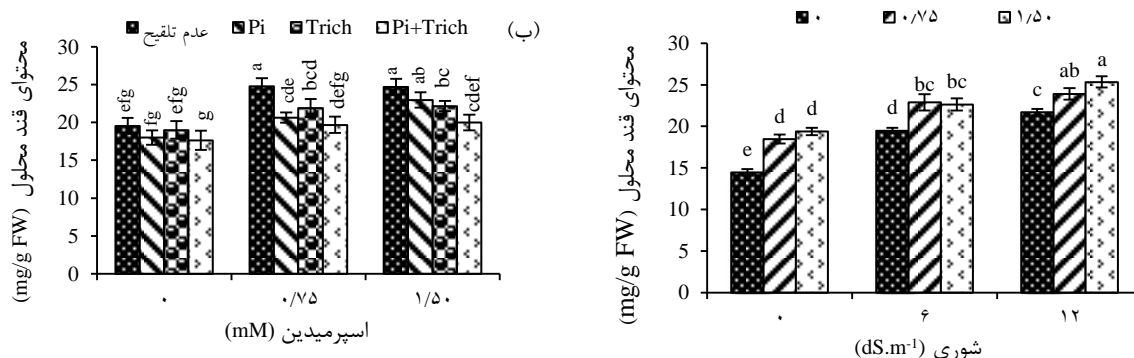 (ب) عدم تلقیح Pi Trich Pi+Trich
محتوای قند محلول (mg/g FW)
30
25
20
15
10
5
0
efg fg efg g a cde bcd defg a ab bc cdef
۰ ۰/۷۵ ۱/۵۰
اسپرمیدین (mM)
۰ ۰/۷۵ ۱/۵۰
محتوای قند محلول (mg/g FW)
30
25
20
15
10
5
0
e d d d bc bc c ab a
۰ ۶ ۱۲
شوری (dS.m⁻¹)